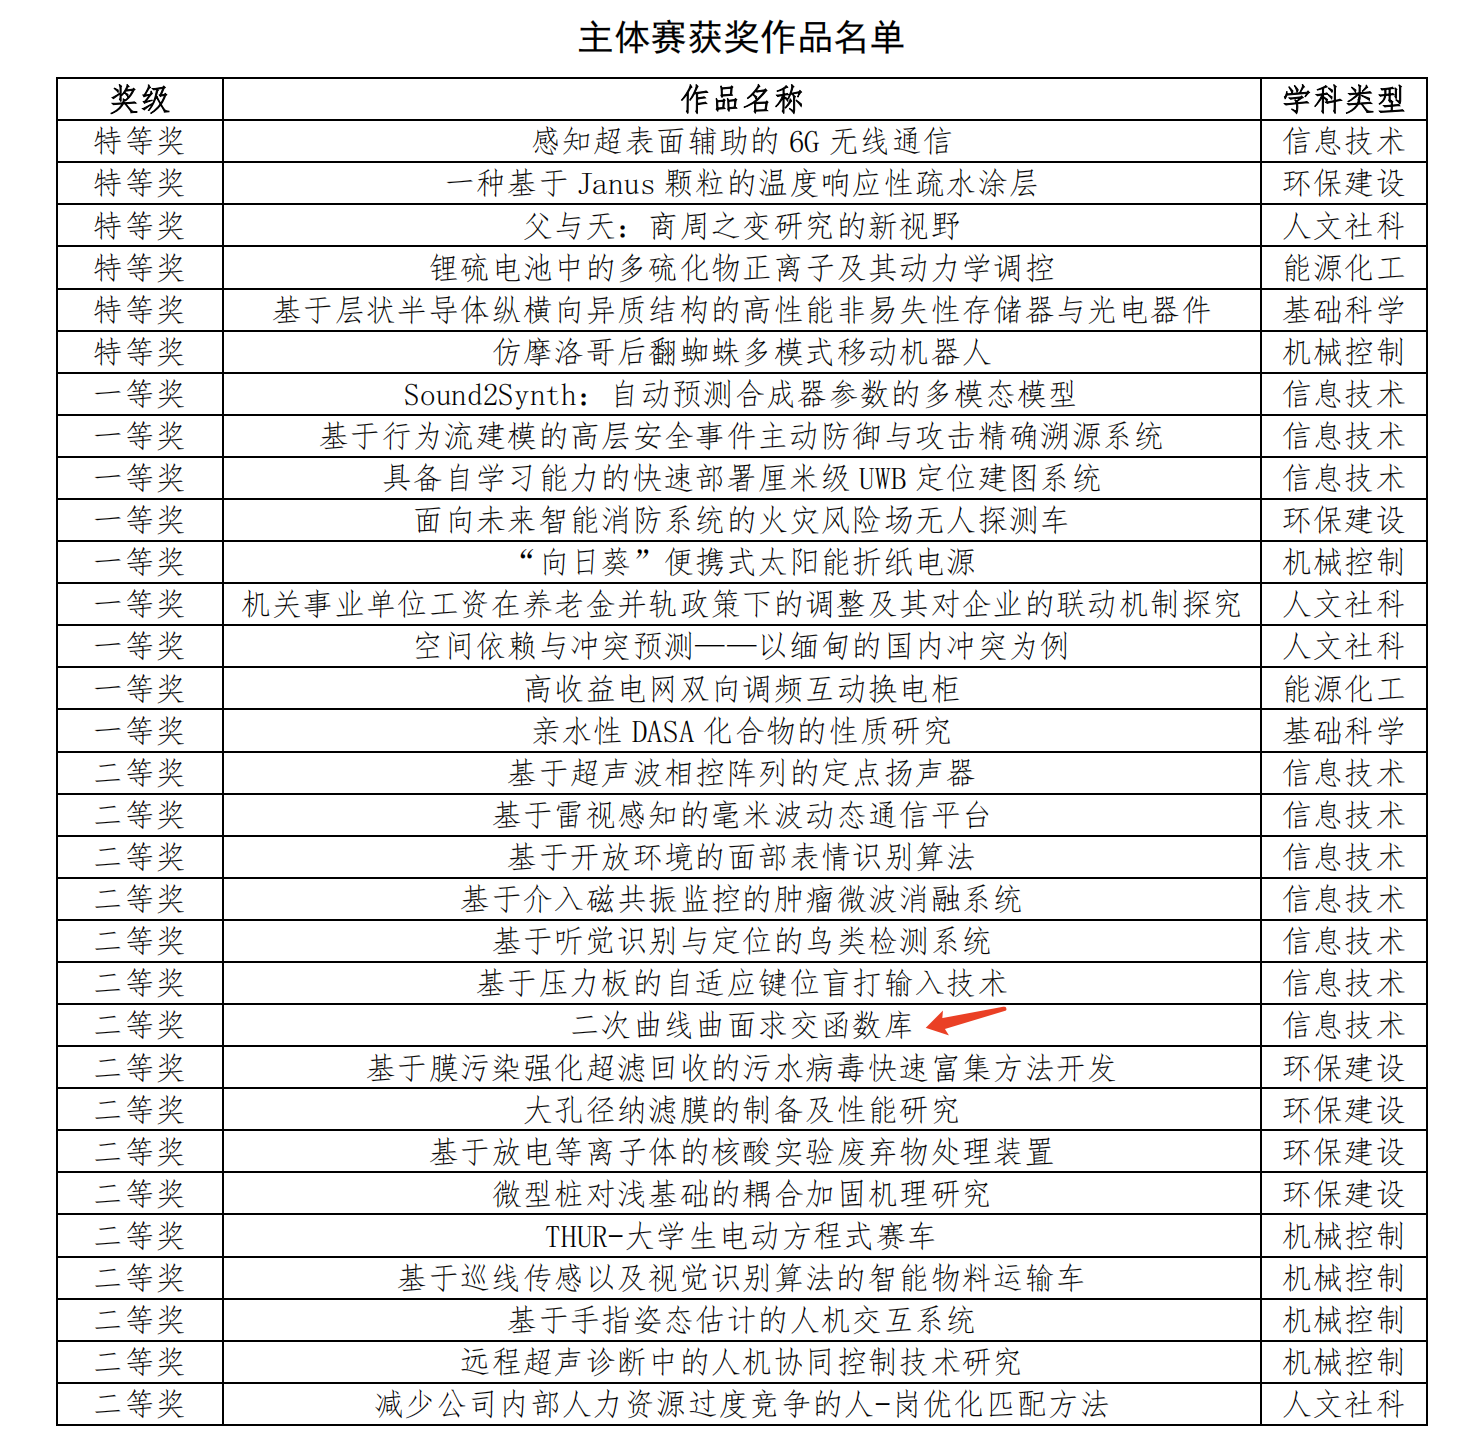 主体赛获奖作品名单
奖级 作品名称 学科类型
特等奖 感知超表面辅助的 6G 无线通信 信息技术
特等奖 一种基于 Janus 颗粒的温度响应性疏水涂层 环保建设
特等奖 父与天：商周之变研究的新视野 人文社科
特等奖 锂硫电池中的多硫化物正离子及其动力学调控 能源化工
特等奖 基于层状半导体纵横向异质结构的高性能非易失性存储器与光电器件 基础科学
特等奖 仿摩洛哥后翻蜘蛛多模式移动机器人 机械控制
一等奖 Sound2Synth：自动预测合成器参数的多模态模型 信息技术
一等奖 基于行为流建模的高层安全事件主动防御与攻击精确溯源系统 信息技术
一等奖 具备自学习能力的快速部署厘米级 UWB 定位建图系统 信息技术
一等奖 面向未来智能消防系统的火灾风险场无人探测车 环保建设
一等奖 “向日葵”便携式太阳能折纸电源 机械控制
一等奖 机关事业单位工资在养老金并轨政策下的调整及其对企业的联动机制探究 人文社科
一等奖 空间依赖与冲突预测——以缅甸的国内冲突为例 人文社科
一等奖 高收益电网双向调频互动换电柜 能源化工
一等奖 亲水性 DASA 化合物的性质研究 基础科学
二等奖 基于超声波相控阵列的定点扬声器 信息技术
二等奖 基于雷视感知的毫米波动态通信平台 信息技术
二等奖 基于开放环境的面部表情识别算法 信息技术
二等奖 基于介入磁共振监控的肿瘤微波消融系统 信息技术
二等奖 基于听觉识别与定位的鸟类检测系统 信息技术
二等奖 基于压力板的自适应键位盲打输入技术 信息技术
二等奖 二次曲线曲面求交函数库 信息技术
二等奖 基于膜污染强化超滤回收的污水病毒快速富集方法开发 环保建设
二等奖 大孔径纳滤膜的制备及性能研究 环保建设
二等奖 基于放电等离子体的核酸实验废弃物处理装置 环保建设
二等奖 微型桩对浅基础的耦合加固机理研究 环保建设
二等奖 THUR-大学生电动方程式赛车 机械控制
二等奖 基于巡线传感以及视觉识别算法的智能物料运输车 机械控制
二等奖 基于手指姿态估计的人机交互系统 机械控制
二等奖 远程超声诊断中的人机协同控制技术研究 机械控制
二等奖 减少公司内部人力资源过度竞争的人-岗优化匹配方法 人文社科